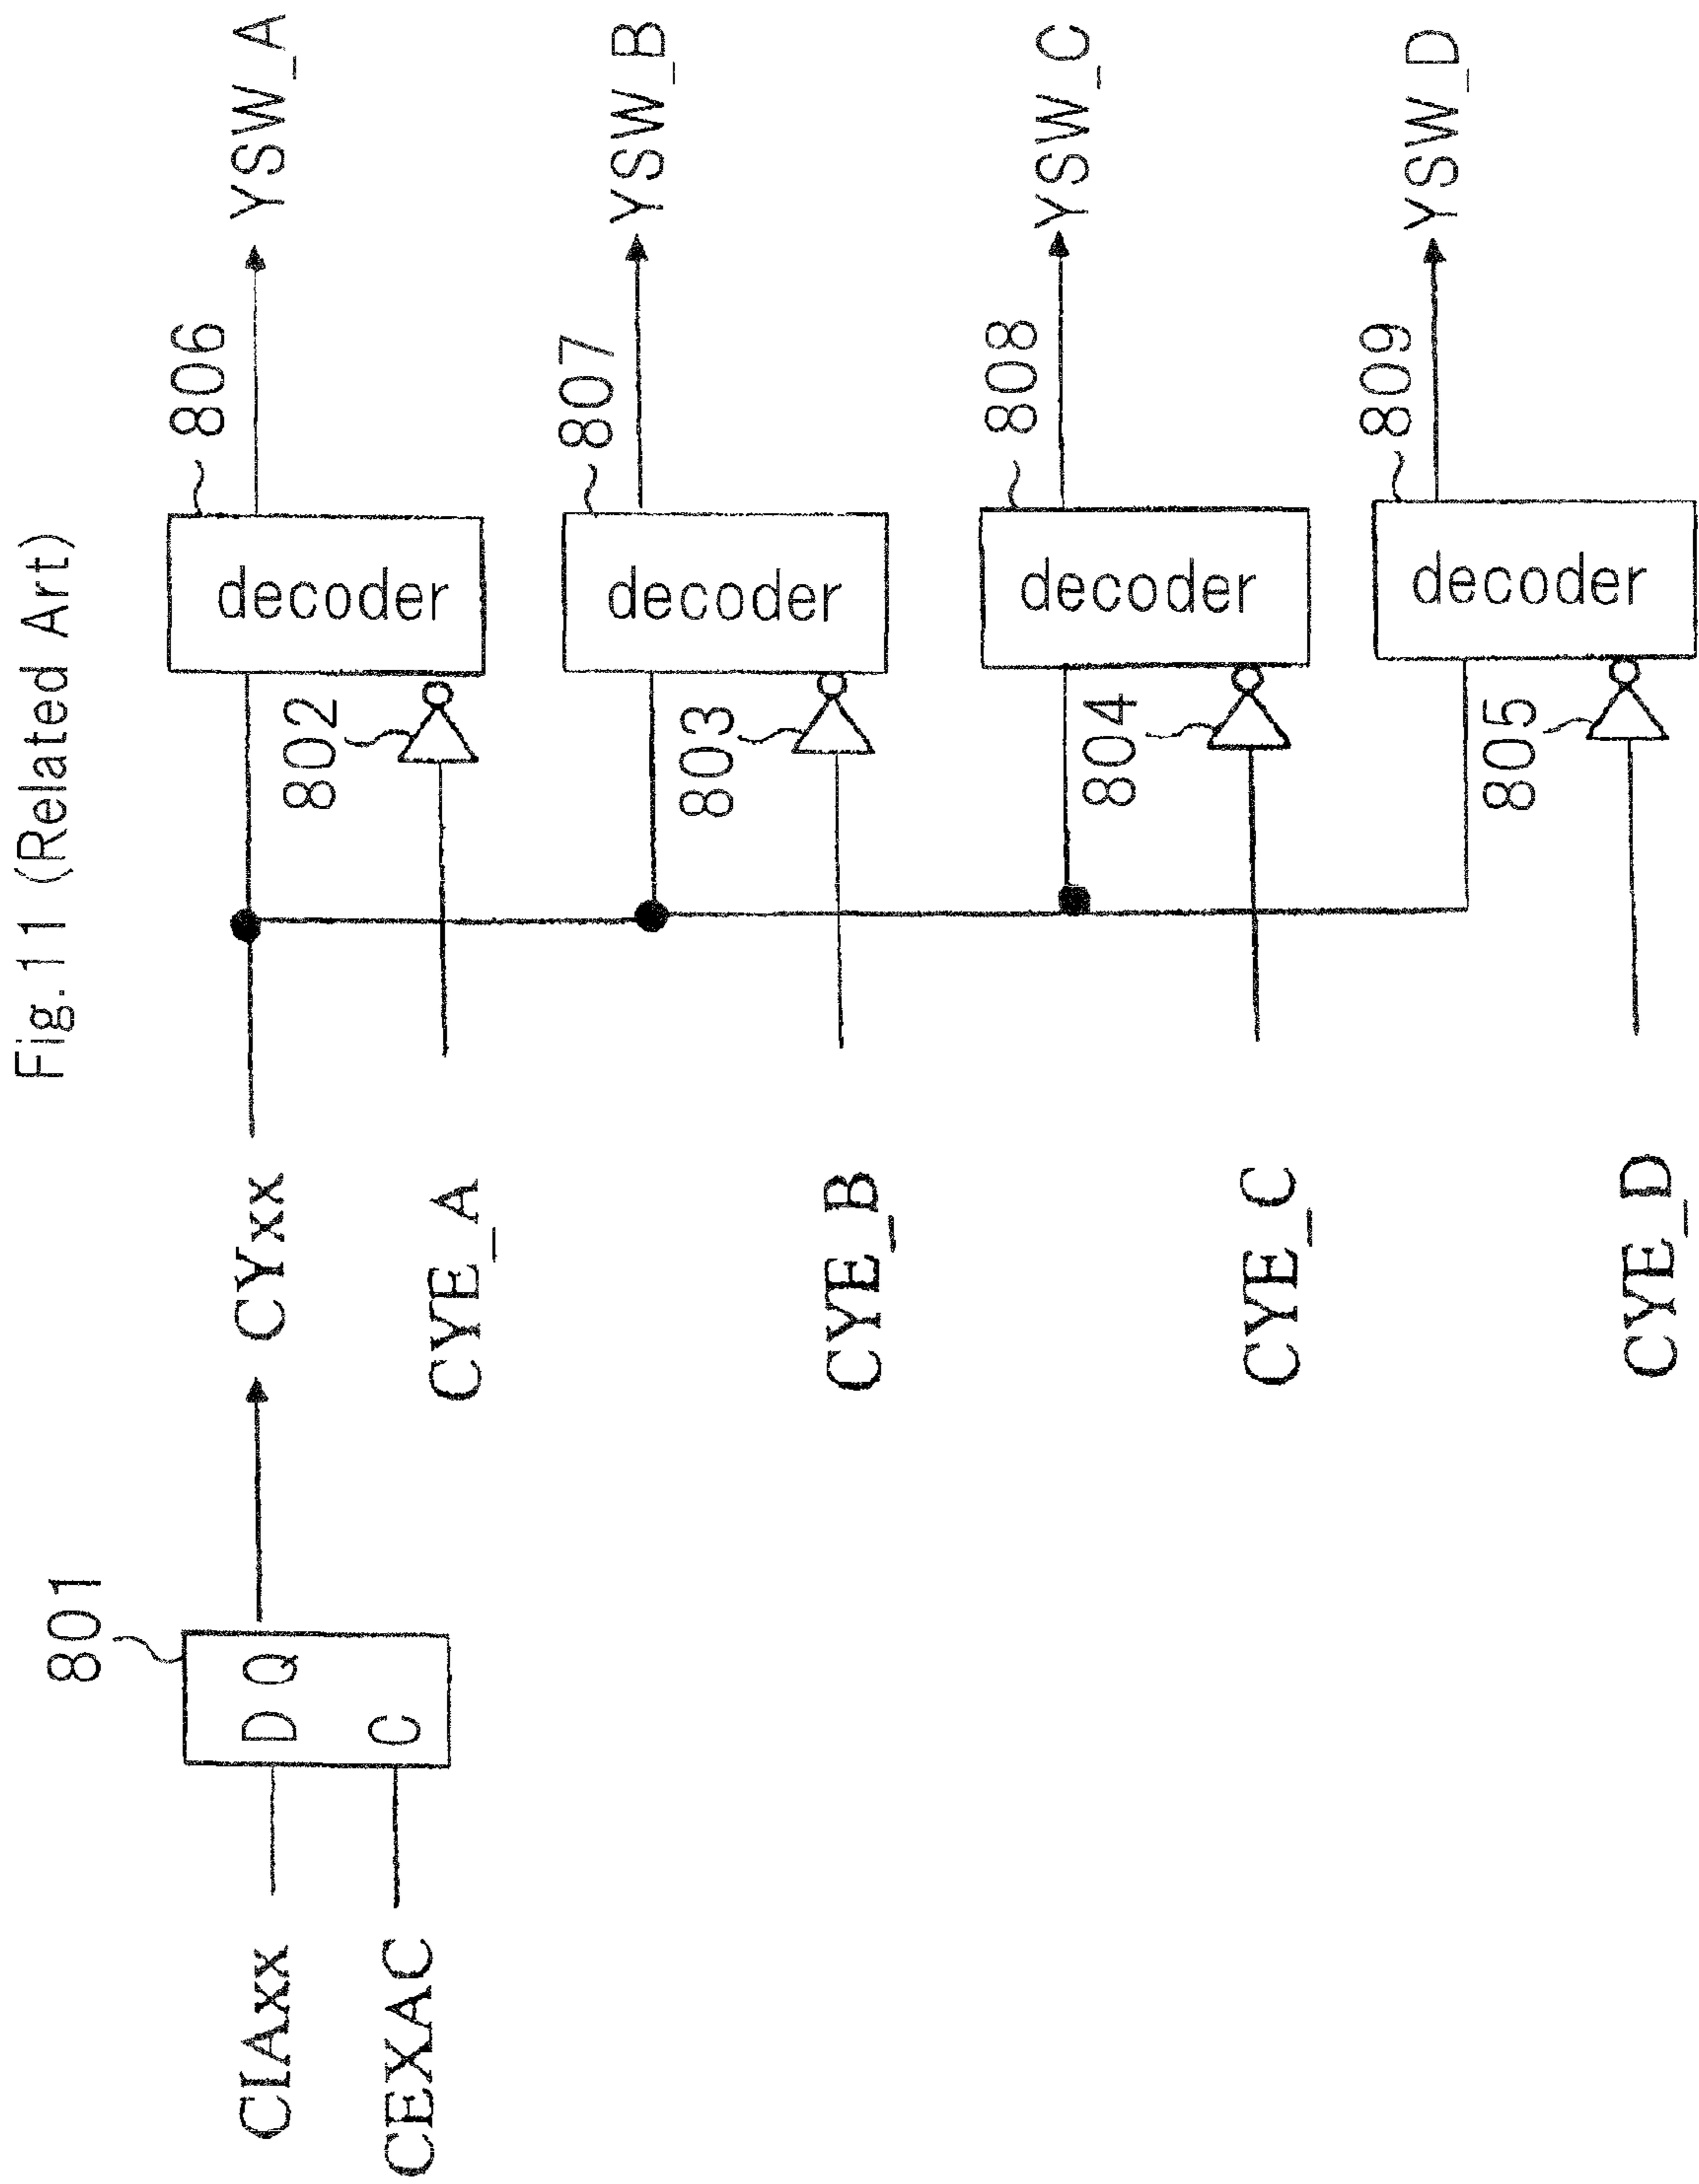 Fig.11 (Related Art)
801
CIAxx
D Q
CYxx
CEXAC
C
806
decoder
YSW_A
802
CYE_A
807
decoder
YSW_B
803
CYE_B
808
decoder
YSW_C
804
CYE_C
809
decoder
YSW_D
805
CYE_D